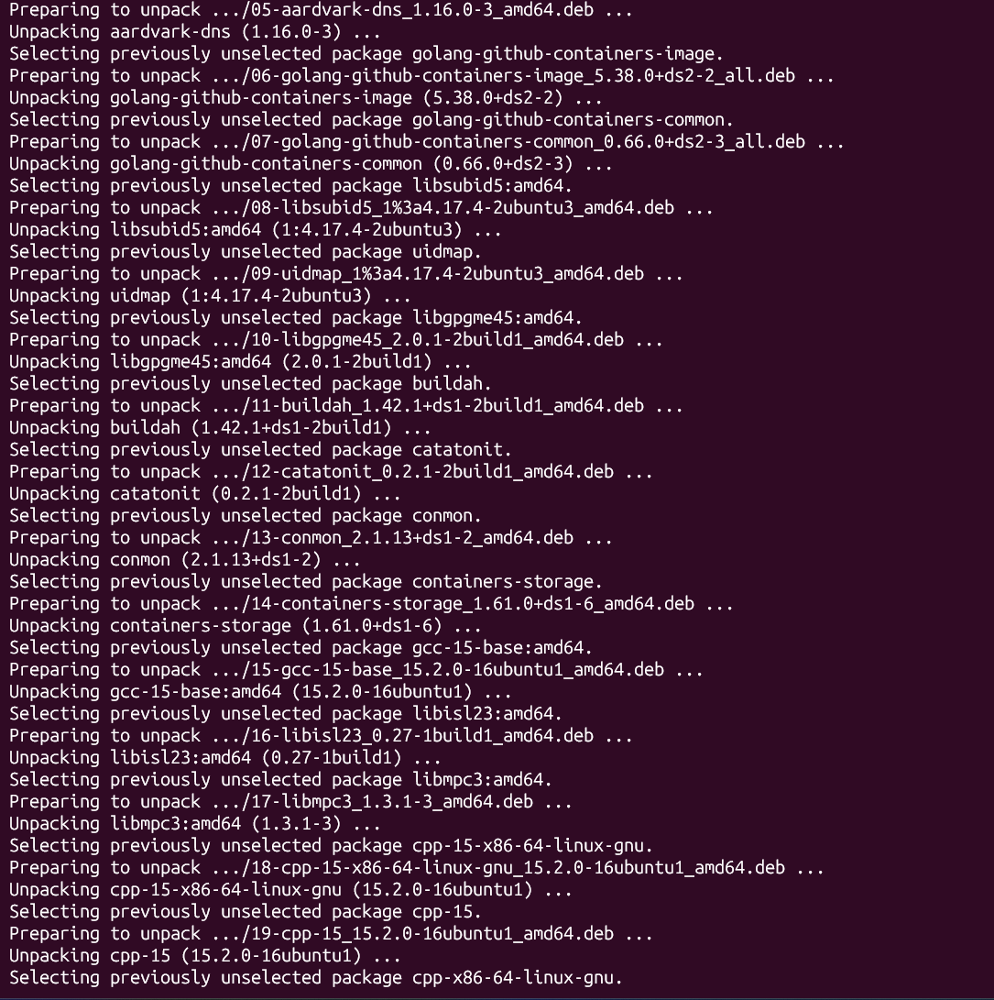 Preparing to unpack .../05-aardvark-dns_1.16.0-3_amd64.deb ...
Unpacking aardvark-dns (1.16.0-3) ...
Selecting previously unselected package golang-github-containers-image.
Preparing to unpack .../06-golang-github-containers-image_5.38.0+ds2-2_all.deb ...
Unpacking golang-github-containers-image (5.38.0+ds2-2) ...
Selecting previously unselected package golang-github-containers-common.
Preparing to unpack .../07-golang-github-containers-common_0.66.0+ds2-3_all.deb ...
Unpacking golang-github-containers-common (0.66.0+ds2-3) ...
Selecting previously unselected package libsubid5:amd64.
Preparing to unpack .../08-libsubid5_1%3a4.17.4-2ubuntu3_amd64.deb ...
Unpacking libsubid5:amd64 (1:4.17.4-2ubuntu3) ...
Selecting previously unselected package uidmap.
Preparing to unpack .../09-uidmap_1%3a4.17.4-2ubuntu3_amd64.deb ...
Unpacking uidmap (1:4.17.4-2ubuntu3) ...
Selecting previously unselected package libgpgme45:amd64.
Preparing to unpack .../10-libgpgme45_2.0.1-2build1_amd64.deb ...
Unpacking libgpgme45:amd64 (2.0.1-2build1) ...
Selecting previously unselected package buildah.
Preparing to unpack .../11-buildah_1.42.1+ds1-2build1_amd64.deb ...
Unpacking buildah (1.42.1+ds1-2build1) ...
Selecting previously unselected package catatonit.
Preparing to unpack .../12-catatonit_0.2.1-2build1_amd64.deb ...
Unpacking catatonit (0.2.1-2build1) ...
Selecting previously unselected package conmon.
Preparing to unpack .../13-conmon_2.1.13+ds1-2_amd64.deb ...
Unpacking conmon (2.1.13+ds1-2) ...
Selecting previously unselected package containers-storage.
Preparing to unpack .../14-containers-storage_1.61.0+ds1-6_amd64.deb ...
Unpacking containers-storage (1.61.0+ds1-6) ...
Selecting previously unselected package gcc-15-base:amd64.
Preparing to unpack .../15-gcc-15-base_15.2.0-16ubuntu1_amd64.deb ...
Unpacking gcc-15-base:amd64 (15.2.0-16ubuntu1) ...
Selecting previously unselected package libisl23:amd64.
Preparing to unpack .../16-libisl23_0.27-1build1_amd64.deb ...
Unpacking libisl23:amd64 (0.27-1build1) ...
Selecting previously unselected package libmpc3:amd64.
Preparing to unpack .../17-libmpc3_1.3.1-3_amd64.deb ...
Unpacking libmpc3:amd64 (1.3.1-3) ...
Selecting previously unselected package cpp-15-x86-64-linux-gnu.
Preparing to unpack .../18-cpp-15-x86-64-linux-gnu_15.2.0-16ubuntu1_amd64.deb ...
Unpacking cpp-15-x86-64-linux-gnu (15.2.0-16ubuntu1) ...
Selecting previously unselected package cpp-15.
Preparing to unpack .../19-cpp-15_15.2.0-16ubuntu1_amd64.deb ...
Unpacking cpp-15 (15.2.0-16ubuntu1) ...
Selecting previously unselected package cpp-x86-64-linux-gnu.